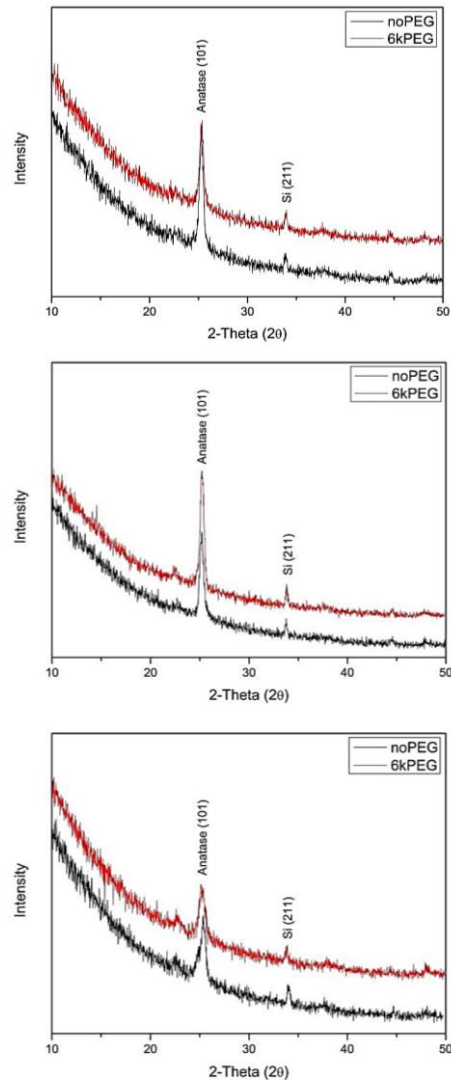 noPEG
6kPEG
Anatase (101)
Si (211)
Intensity
10 20 30 40 50
2-Theta (2θ)
noPEG
6kPEG
Anatase (101)
Si (211)
Intensity
10 20 30 40 50
2-Theta (2θ)
noPEG
6kPEG
Anatase (101)
Si (211)
Intensity
10 20 30 40 50
2-Theta (2θ)